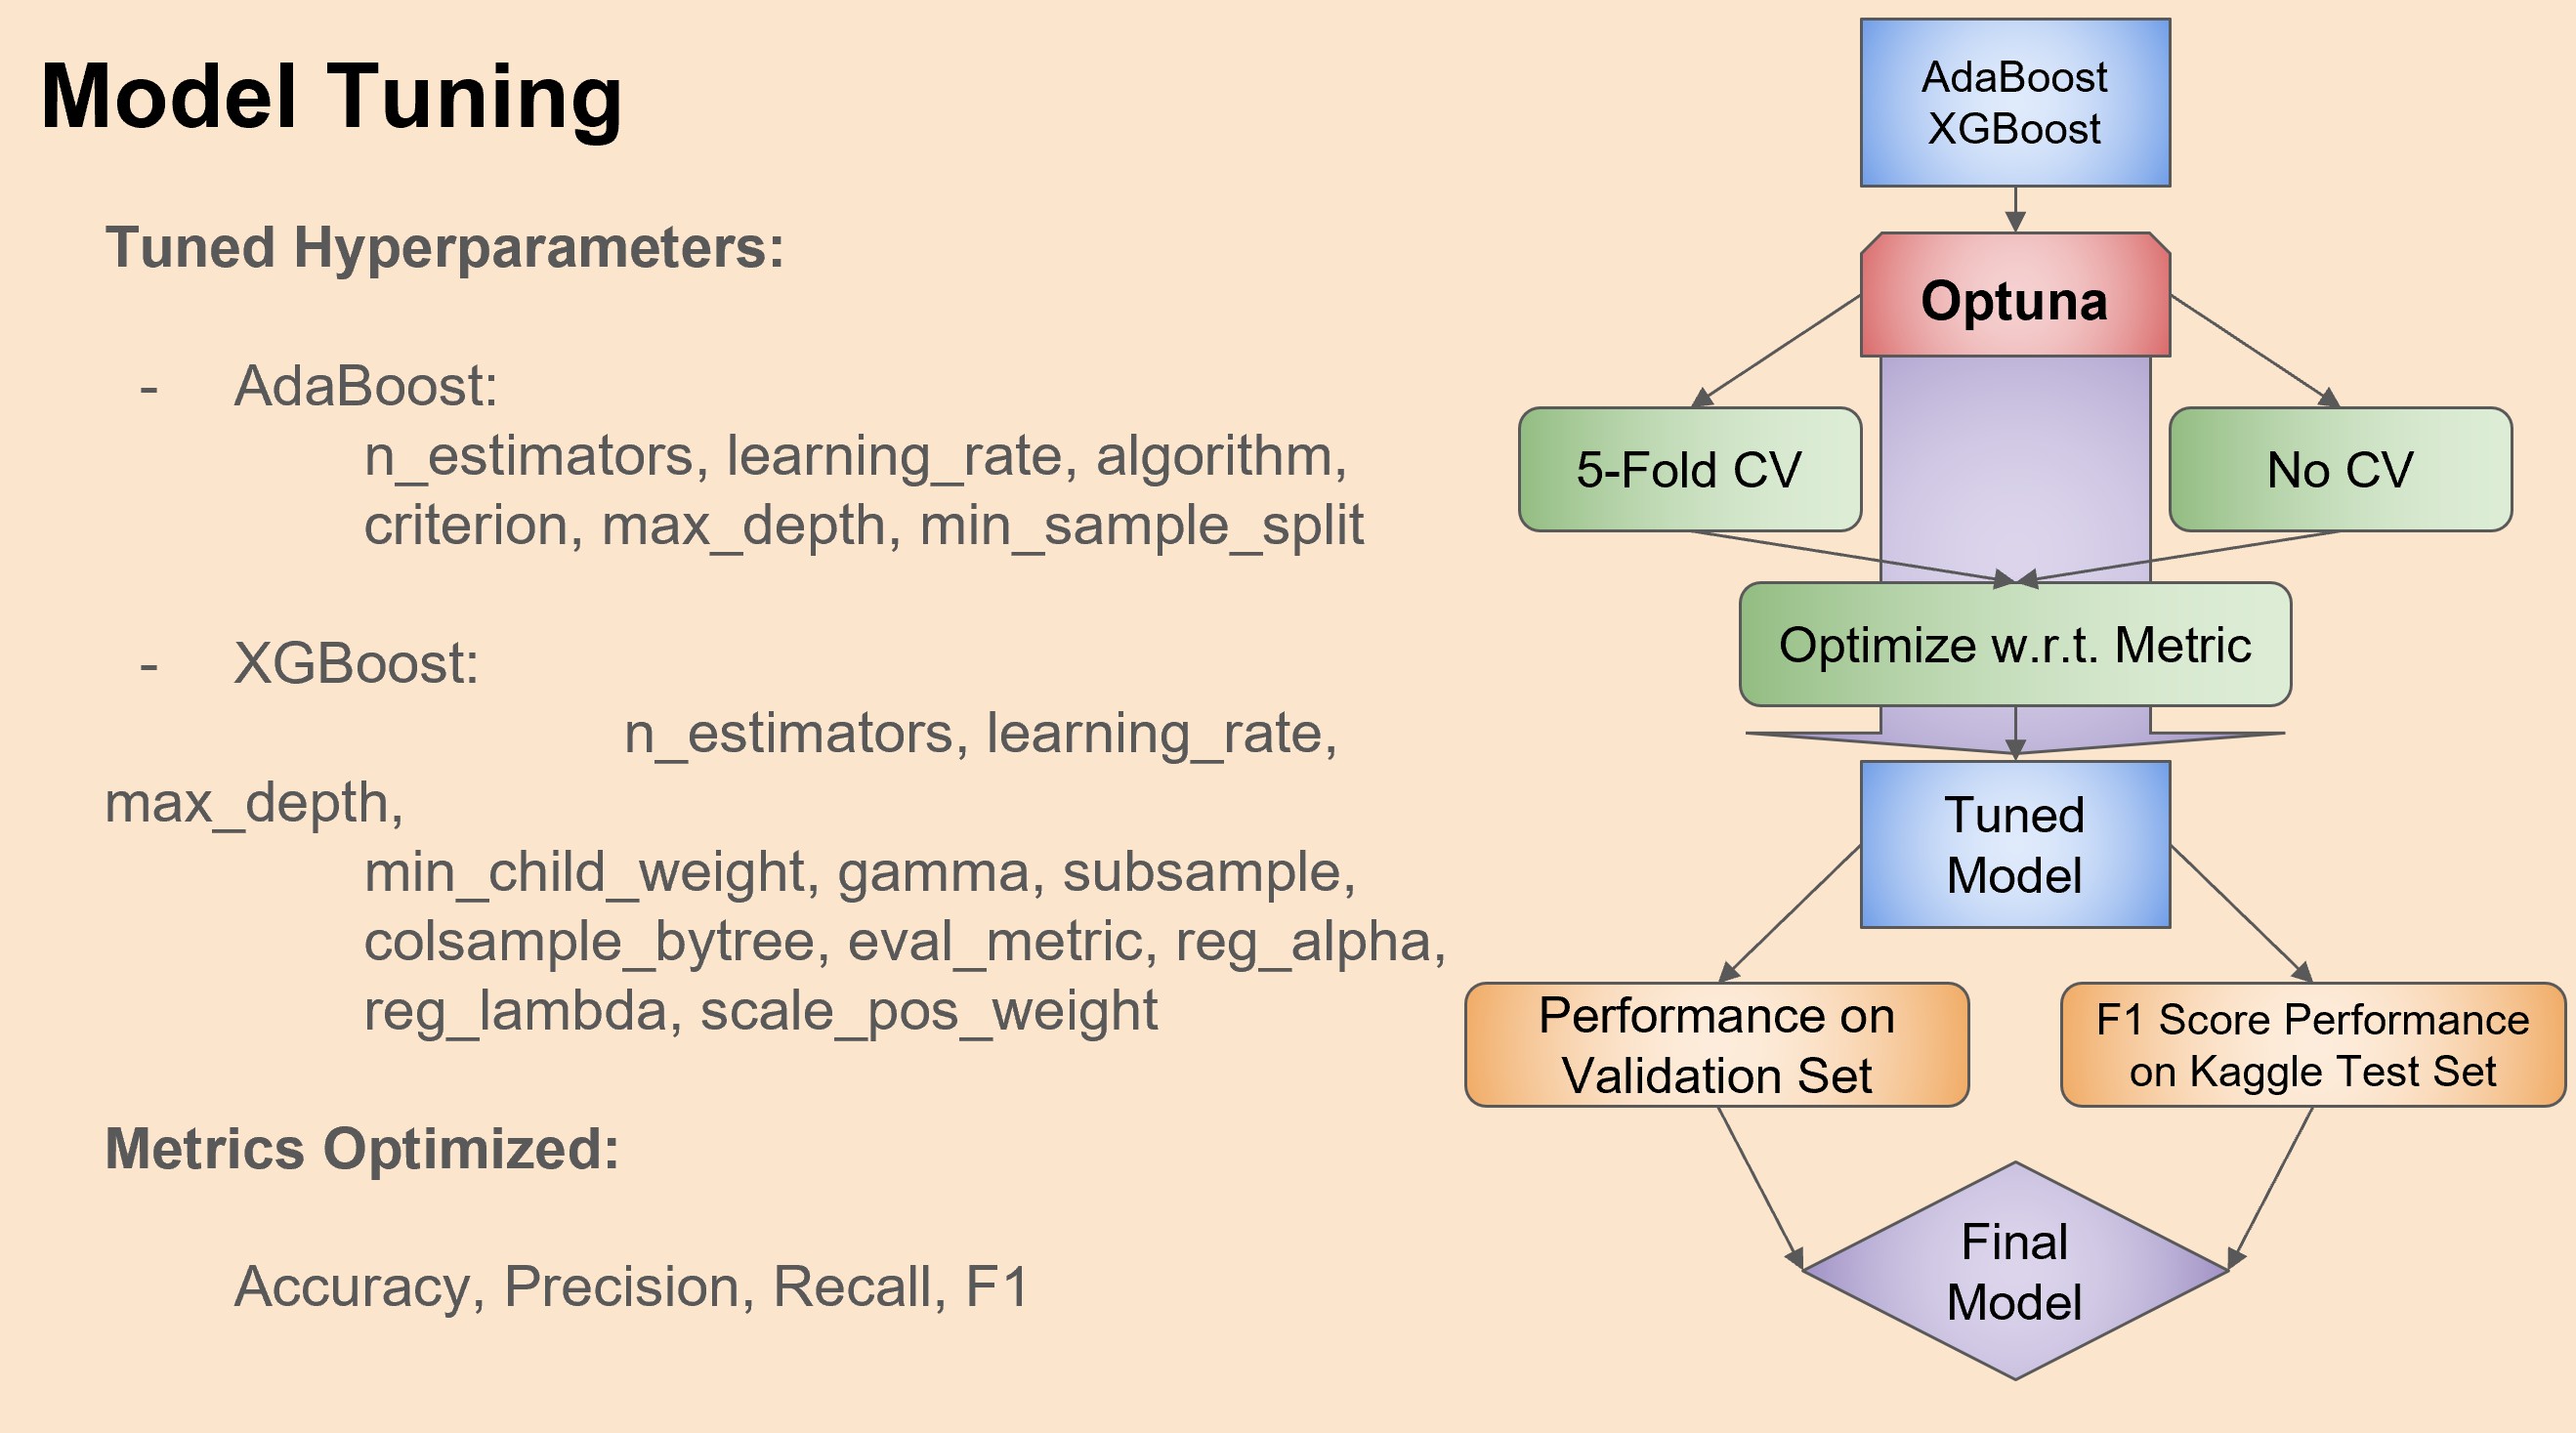 Model Tuning
Tuned Hyperparameters:
- AdaBoost:
n_estimators, learning_rate, algorithm,
criterion, max_depth, min_sample_split
- XGBoost:
n_estimators, learning_rate,
max_depth,
min_child_weight, gamma, subsample,
colsample_bytree, eval_metric, reg_alpha,
reg_lambda, scale_pos_weight
Metrics Optimized:
Accuracy, Precision, Recall, F1
AdaBoost
XGBoost
Optuna
5-Fold CV
No CV
Optimize w.r.t. Metric
Tuned
Model
Performance on
Validation Set
F1 Score Performance
on Kaggle Test Set
Final
Model